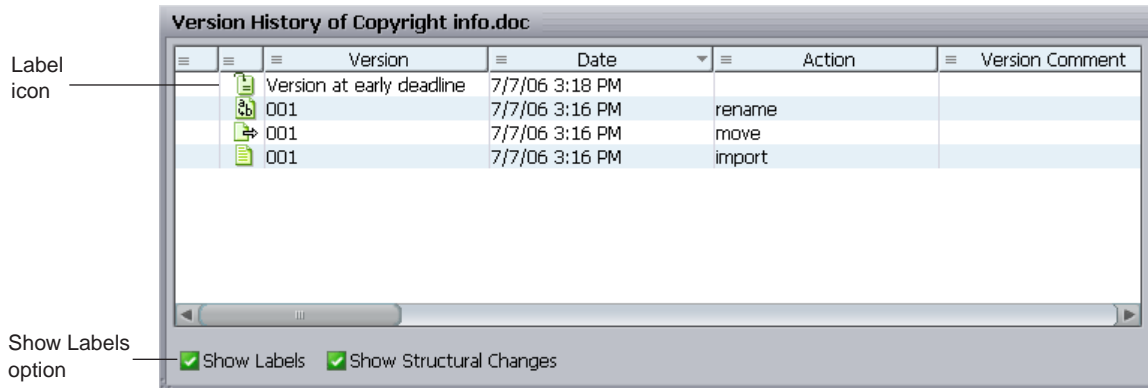 Version History of Copyright info.doc
Version Date Action Version Comment
Label
icon
Version at early deadline 7/7/06 3:18 PM
001 7/7/06 3:16 PM rename
001 7/7/06 3:16 PM move
001 7/7/06 3:16 PM import
Show Labels
option
Show Labels Show Structural Changes